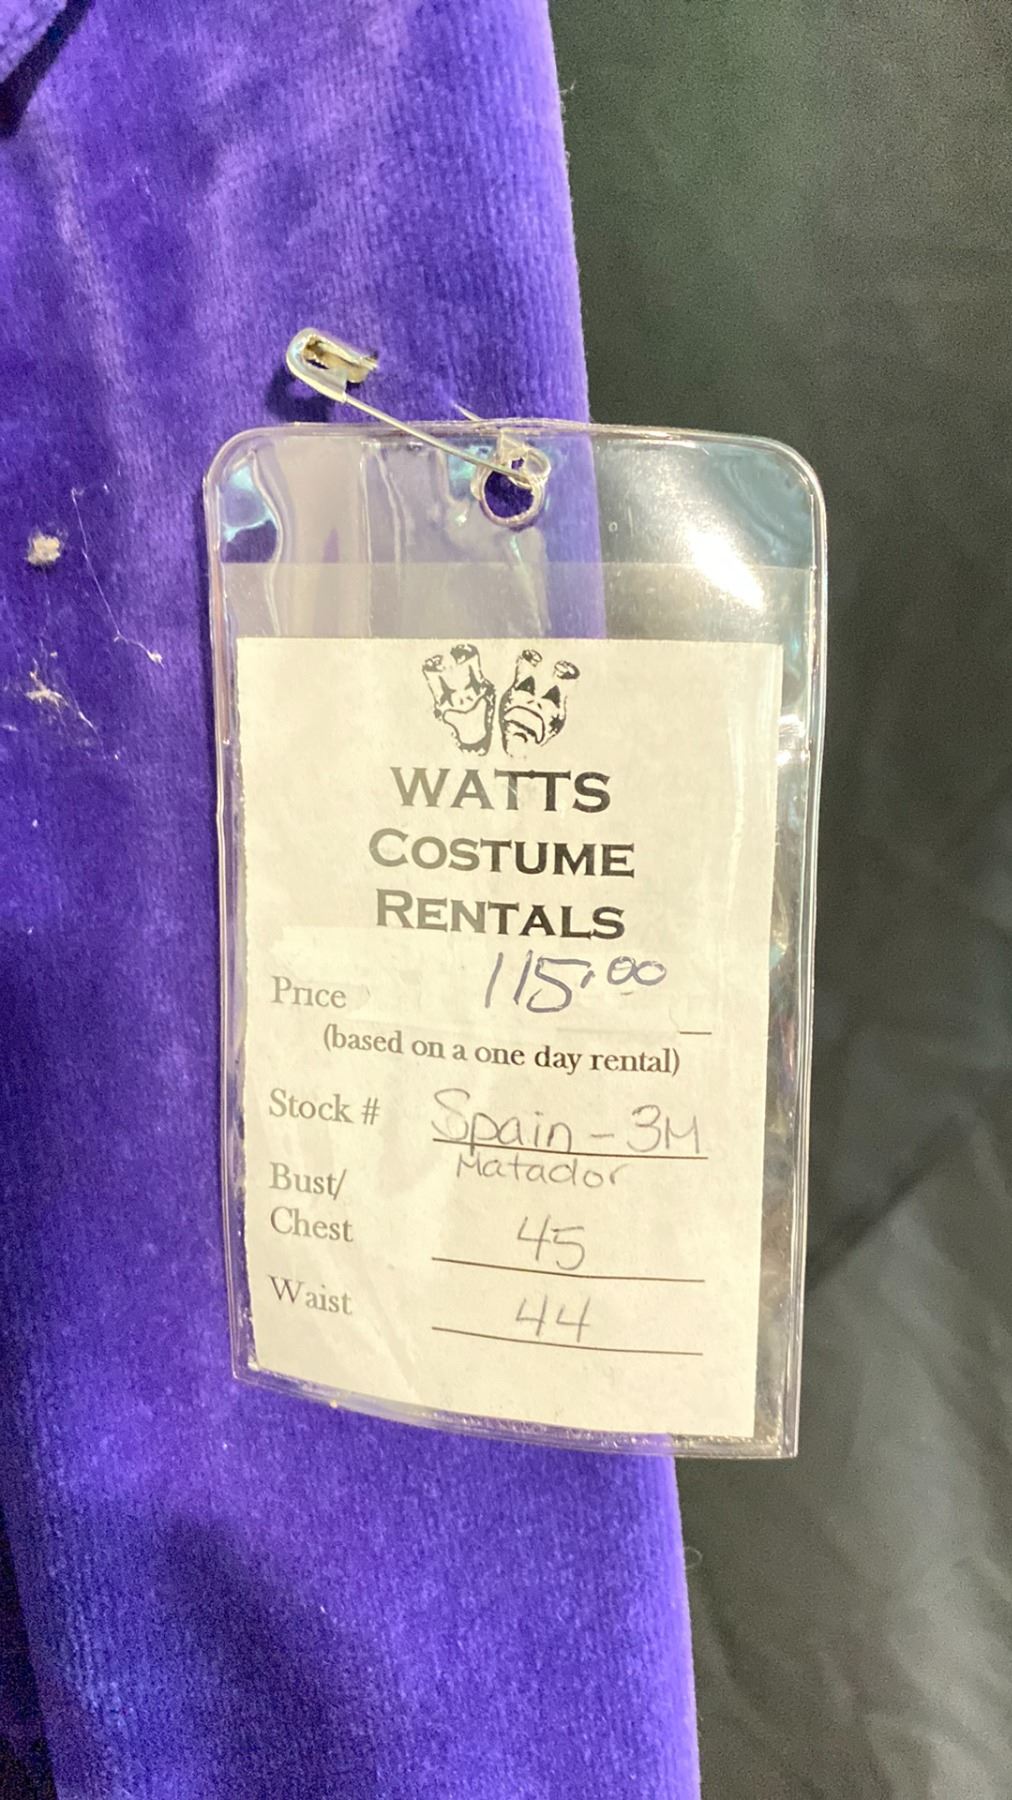 WATTS
COSTUME
RENTALS
Price 115.00
(based on a one day rental)
Stock # Spain - 3M
Matador
Bust/
Chest 45
Waist 44